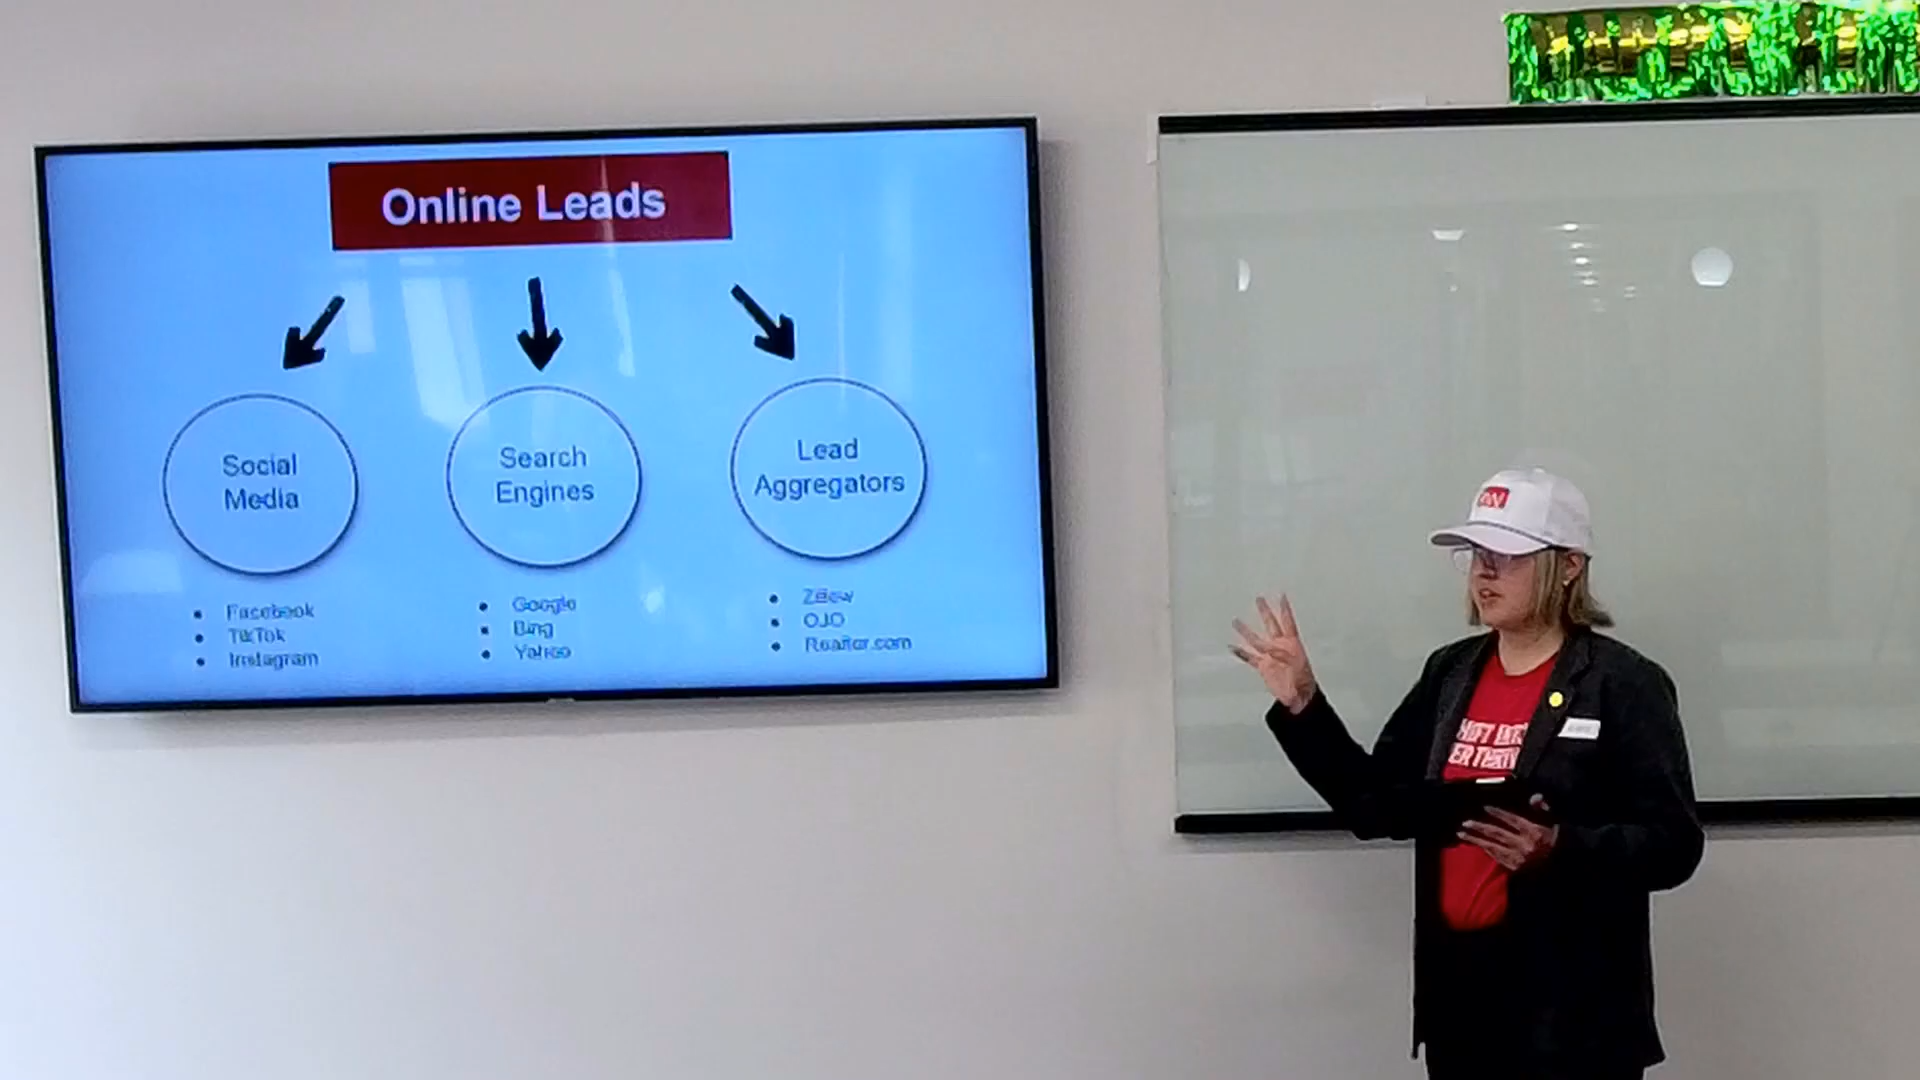 Online Leads
Social
Media
Search
Engines
Lead
Aggregators
Facebook
TikTok
Instagram
Google
Bing
Yahoo
Zillow
OJO
Realtor.com